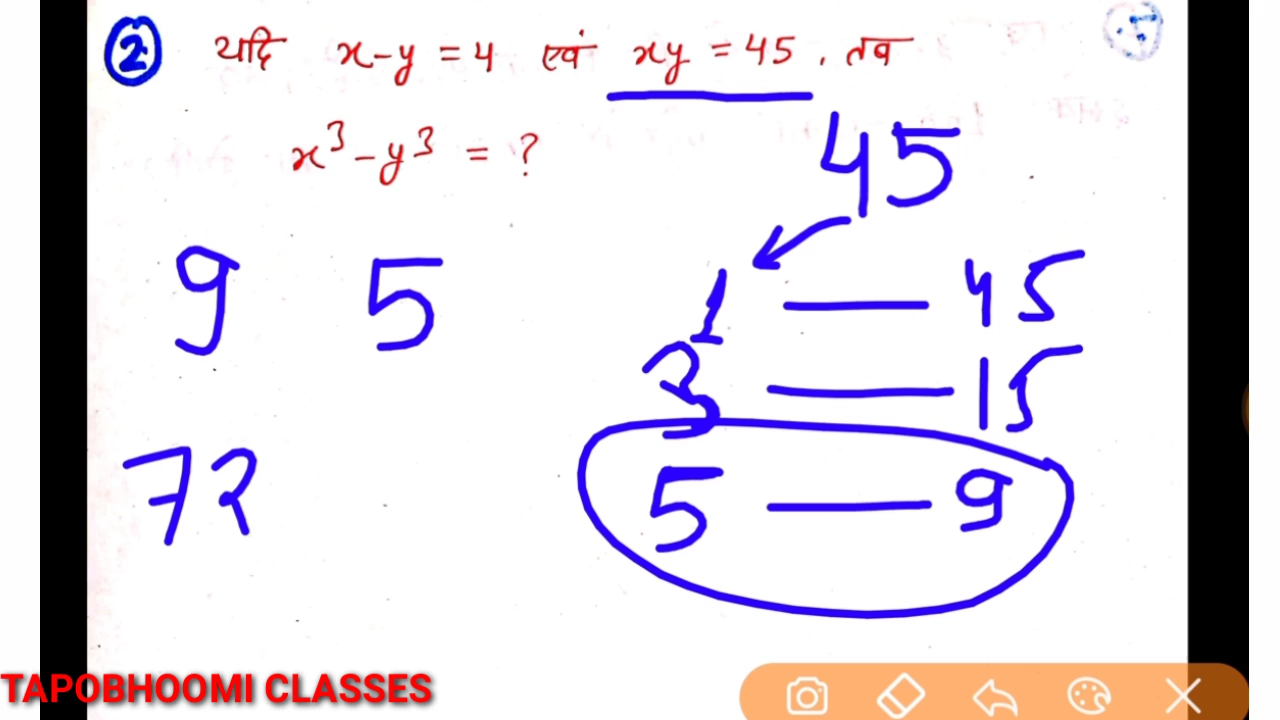 2. यदि x-y = 4 एवं xy = 45, तब
x³-y³ = ?
45
9 5
1 — 45
3 — 15
5 — 9
72
TAPOBHOOMI CLASSES